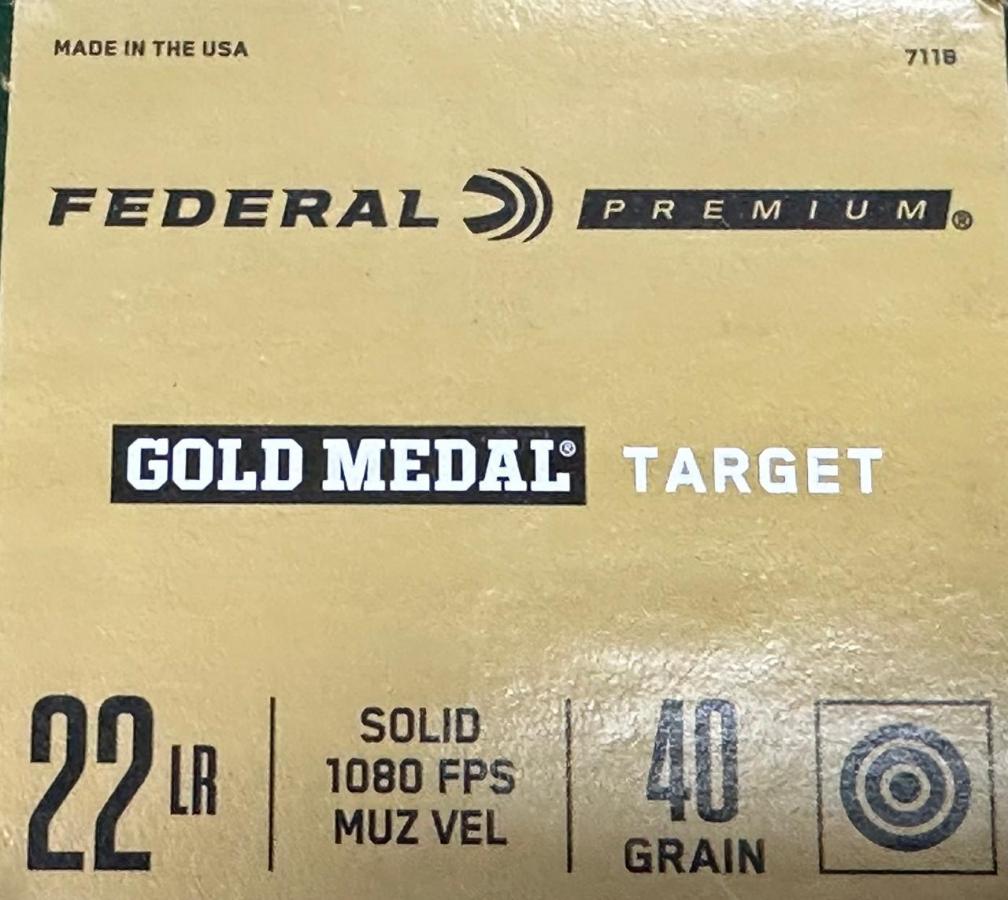 MADE IN THE USA
711B
FEDERAL PREMIUM®
GOLD MEDAL® TARGET
22 LR
SOLID
1080 FPS
MUZ VEL
40
GRAIN